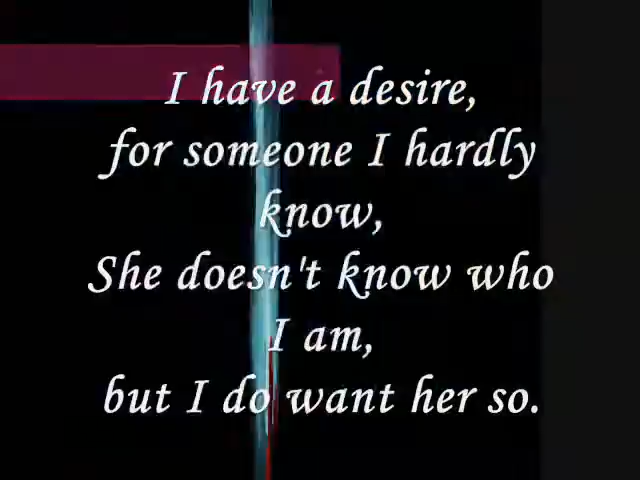 I have a desire,
for someone I hardly
know,
She doesn't know who
I am,
but I do want her so.